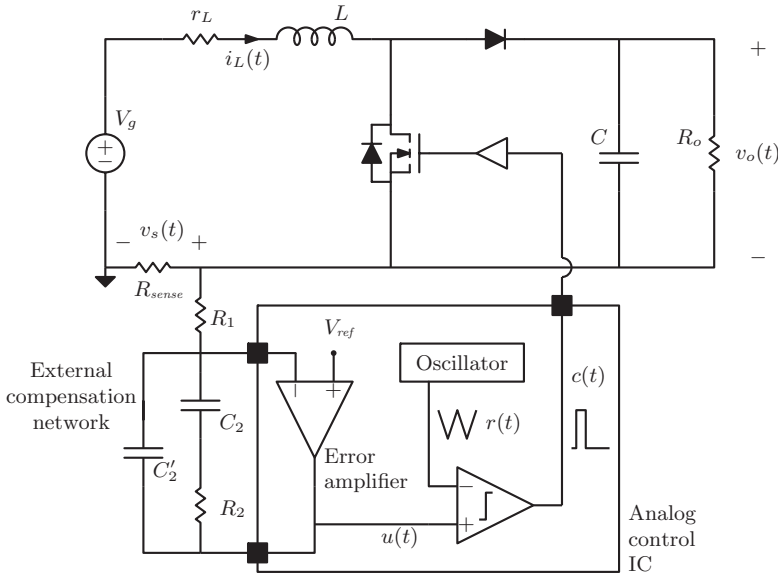 r_L
L
i_L(t)
V_g
+
−
C
R_o
+
v_o(t)
−
− v_s(t) +
R_sense
R_1
V_ref
Oscillator
c(t)
External
compensation
network
− +
C_2
r(t)
C_2'
Error
amplifier
R_2
−
+
u(t)
Analog
control
IC